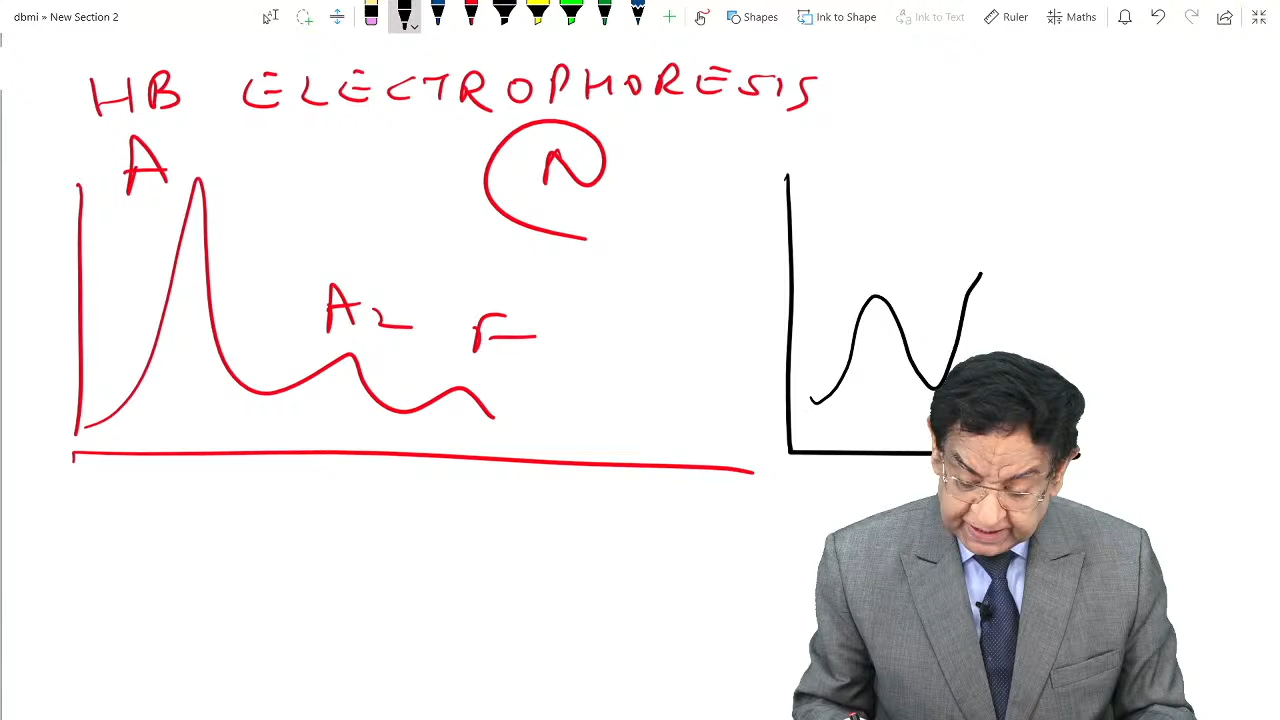 dbmi » New Section 2
Shapes
Ink to Shape
Ink to Text
Ruler
Maths
HB ELECTROPHORESIS
A
N
A2
F